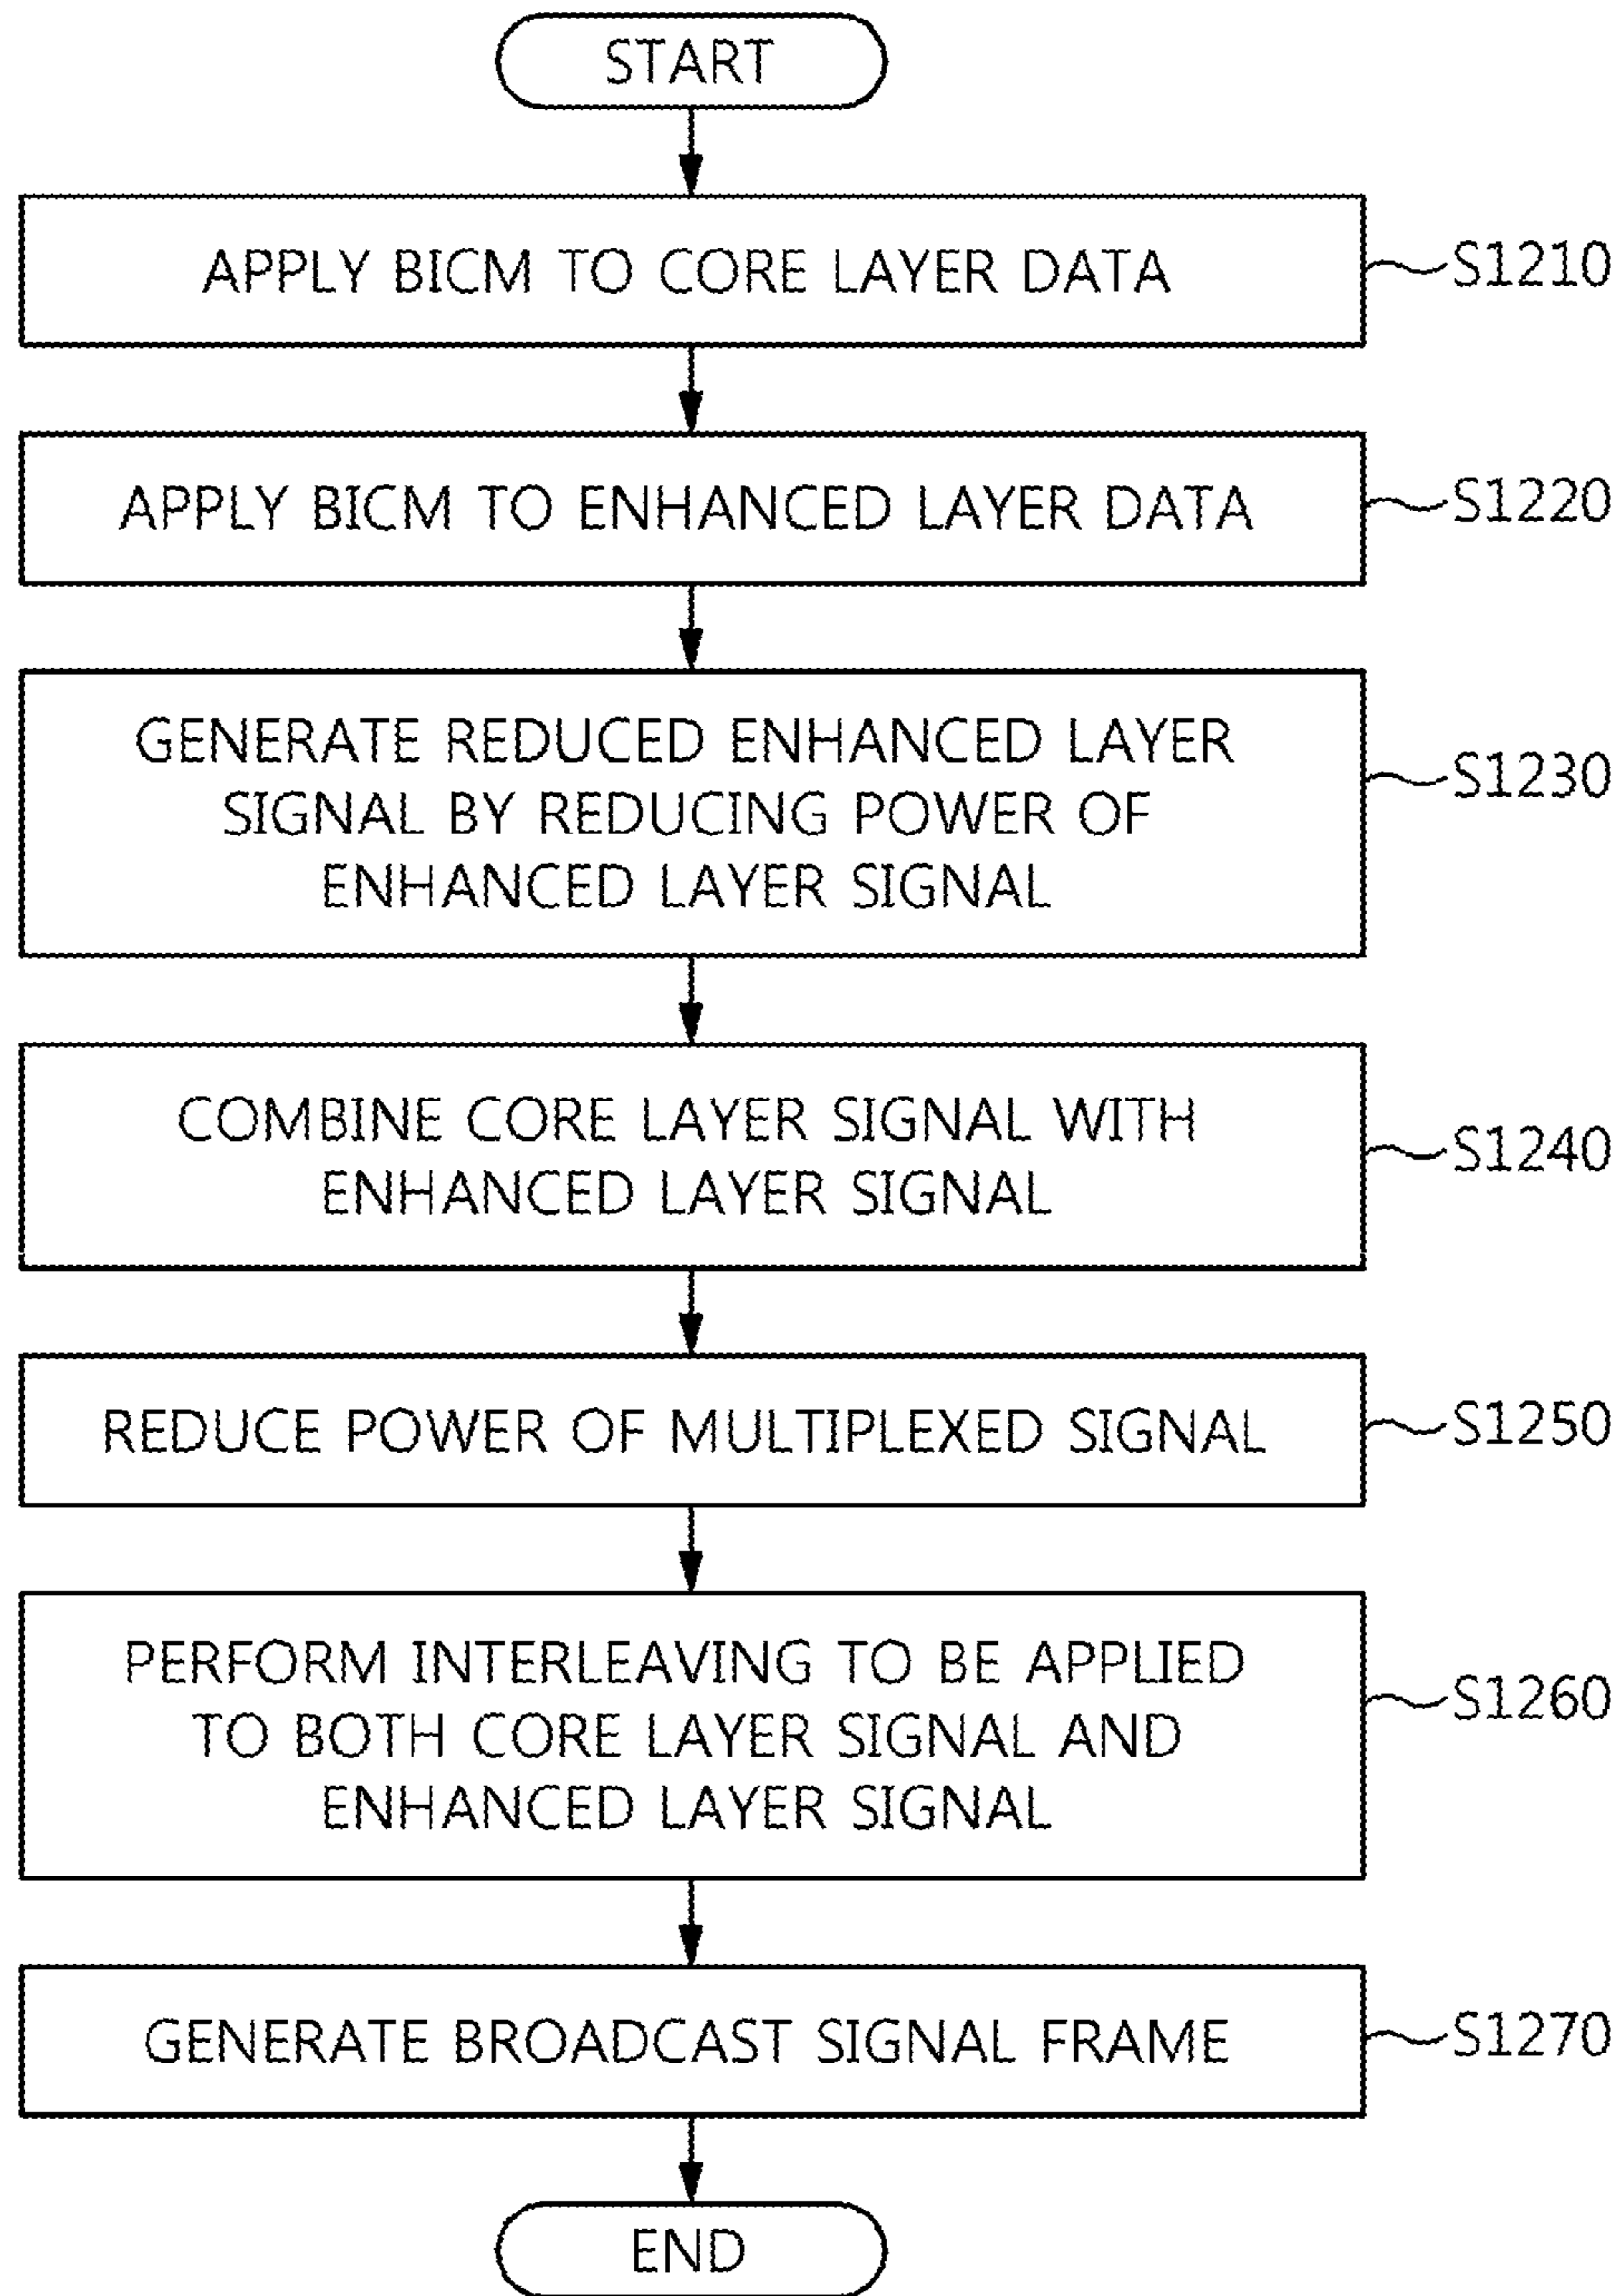 START
APPLY BICM TO CORE LAYER DATA
S1210
APPLY BICM TO ENHANCED LAYER DATA
S1220
GENERATE REDUCED ENHANCED LAYER
SIGNAL BY REDUCING POWER OF
ENHANCED LAYER SIGNAL
S1230
COMBINE CORE LAYER SIGNAL WITH
ENHANCED LAYER SIGNAL
S1240
REDUCE POWER OF MULTIPLEXED SIGNAL
S1250
PERFORM INTERLEAVING TO BE APPLIED
TO BOTH CORE LAYER SIGNAL AND
ENHANCED LAYER SIGNAL
S1260
GENERATE BROADCAST SIGNAL FRAME
S1270
END